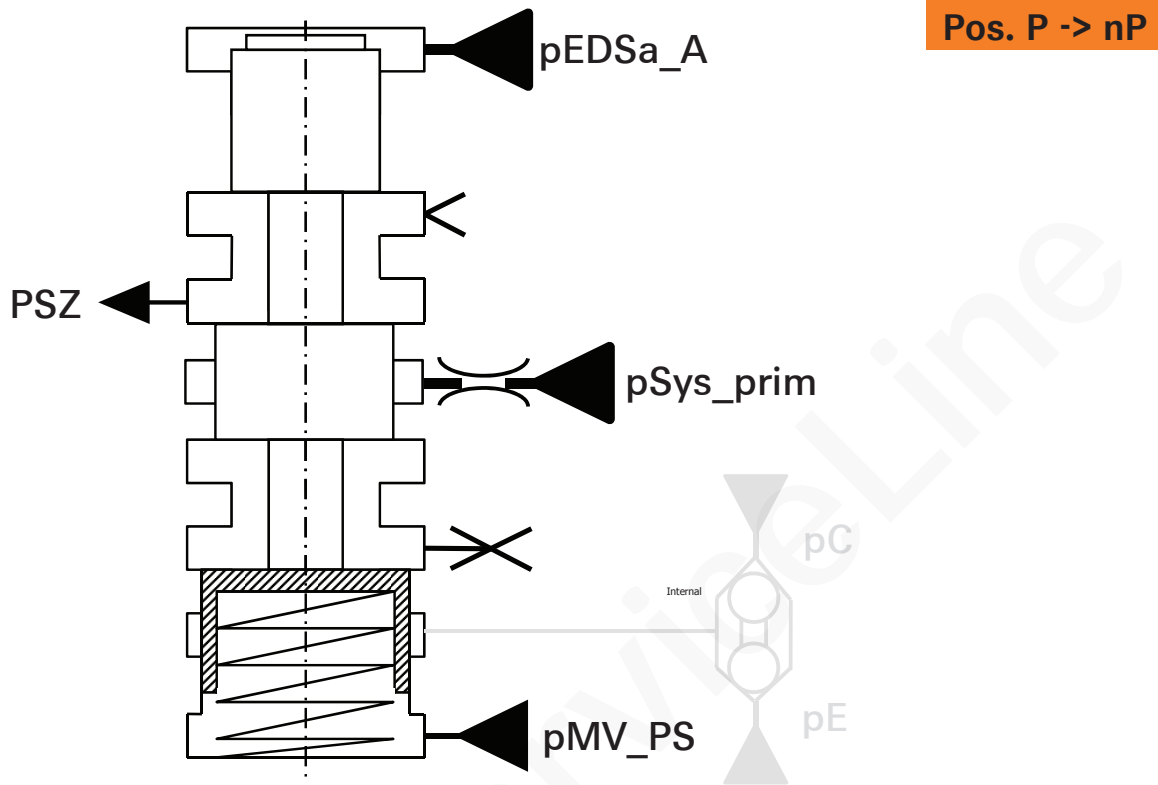 Pos. P -> nP
pEDSa_A
PSZ
pSys_prim
pC
Internal
pE
pMV_PS